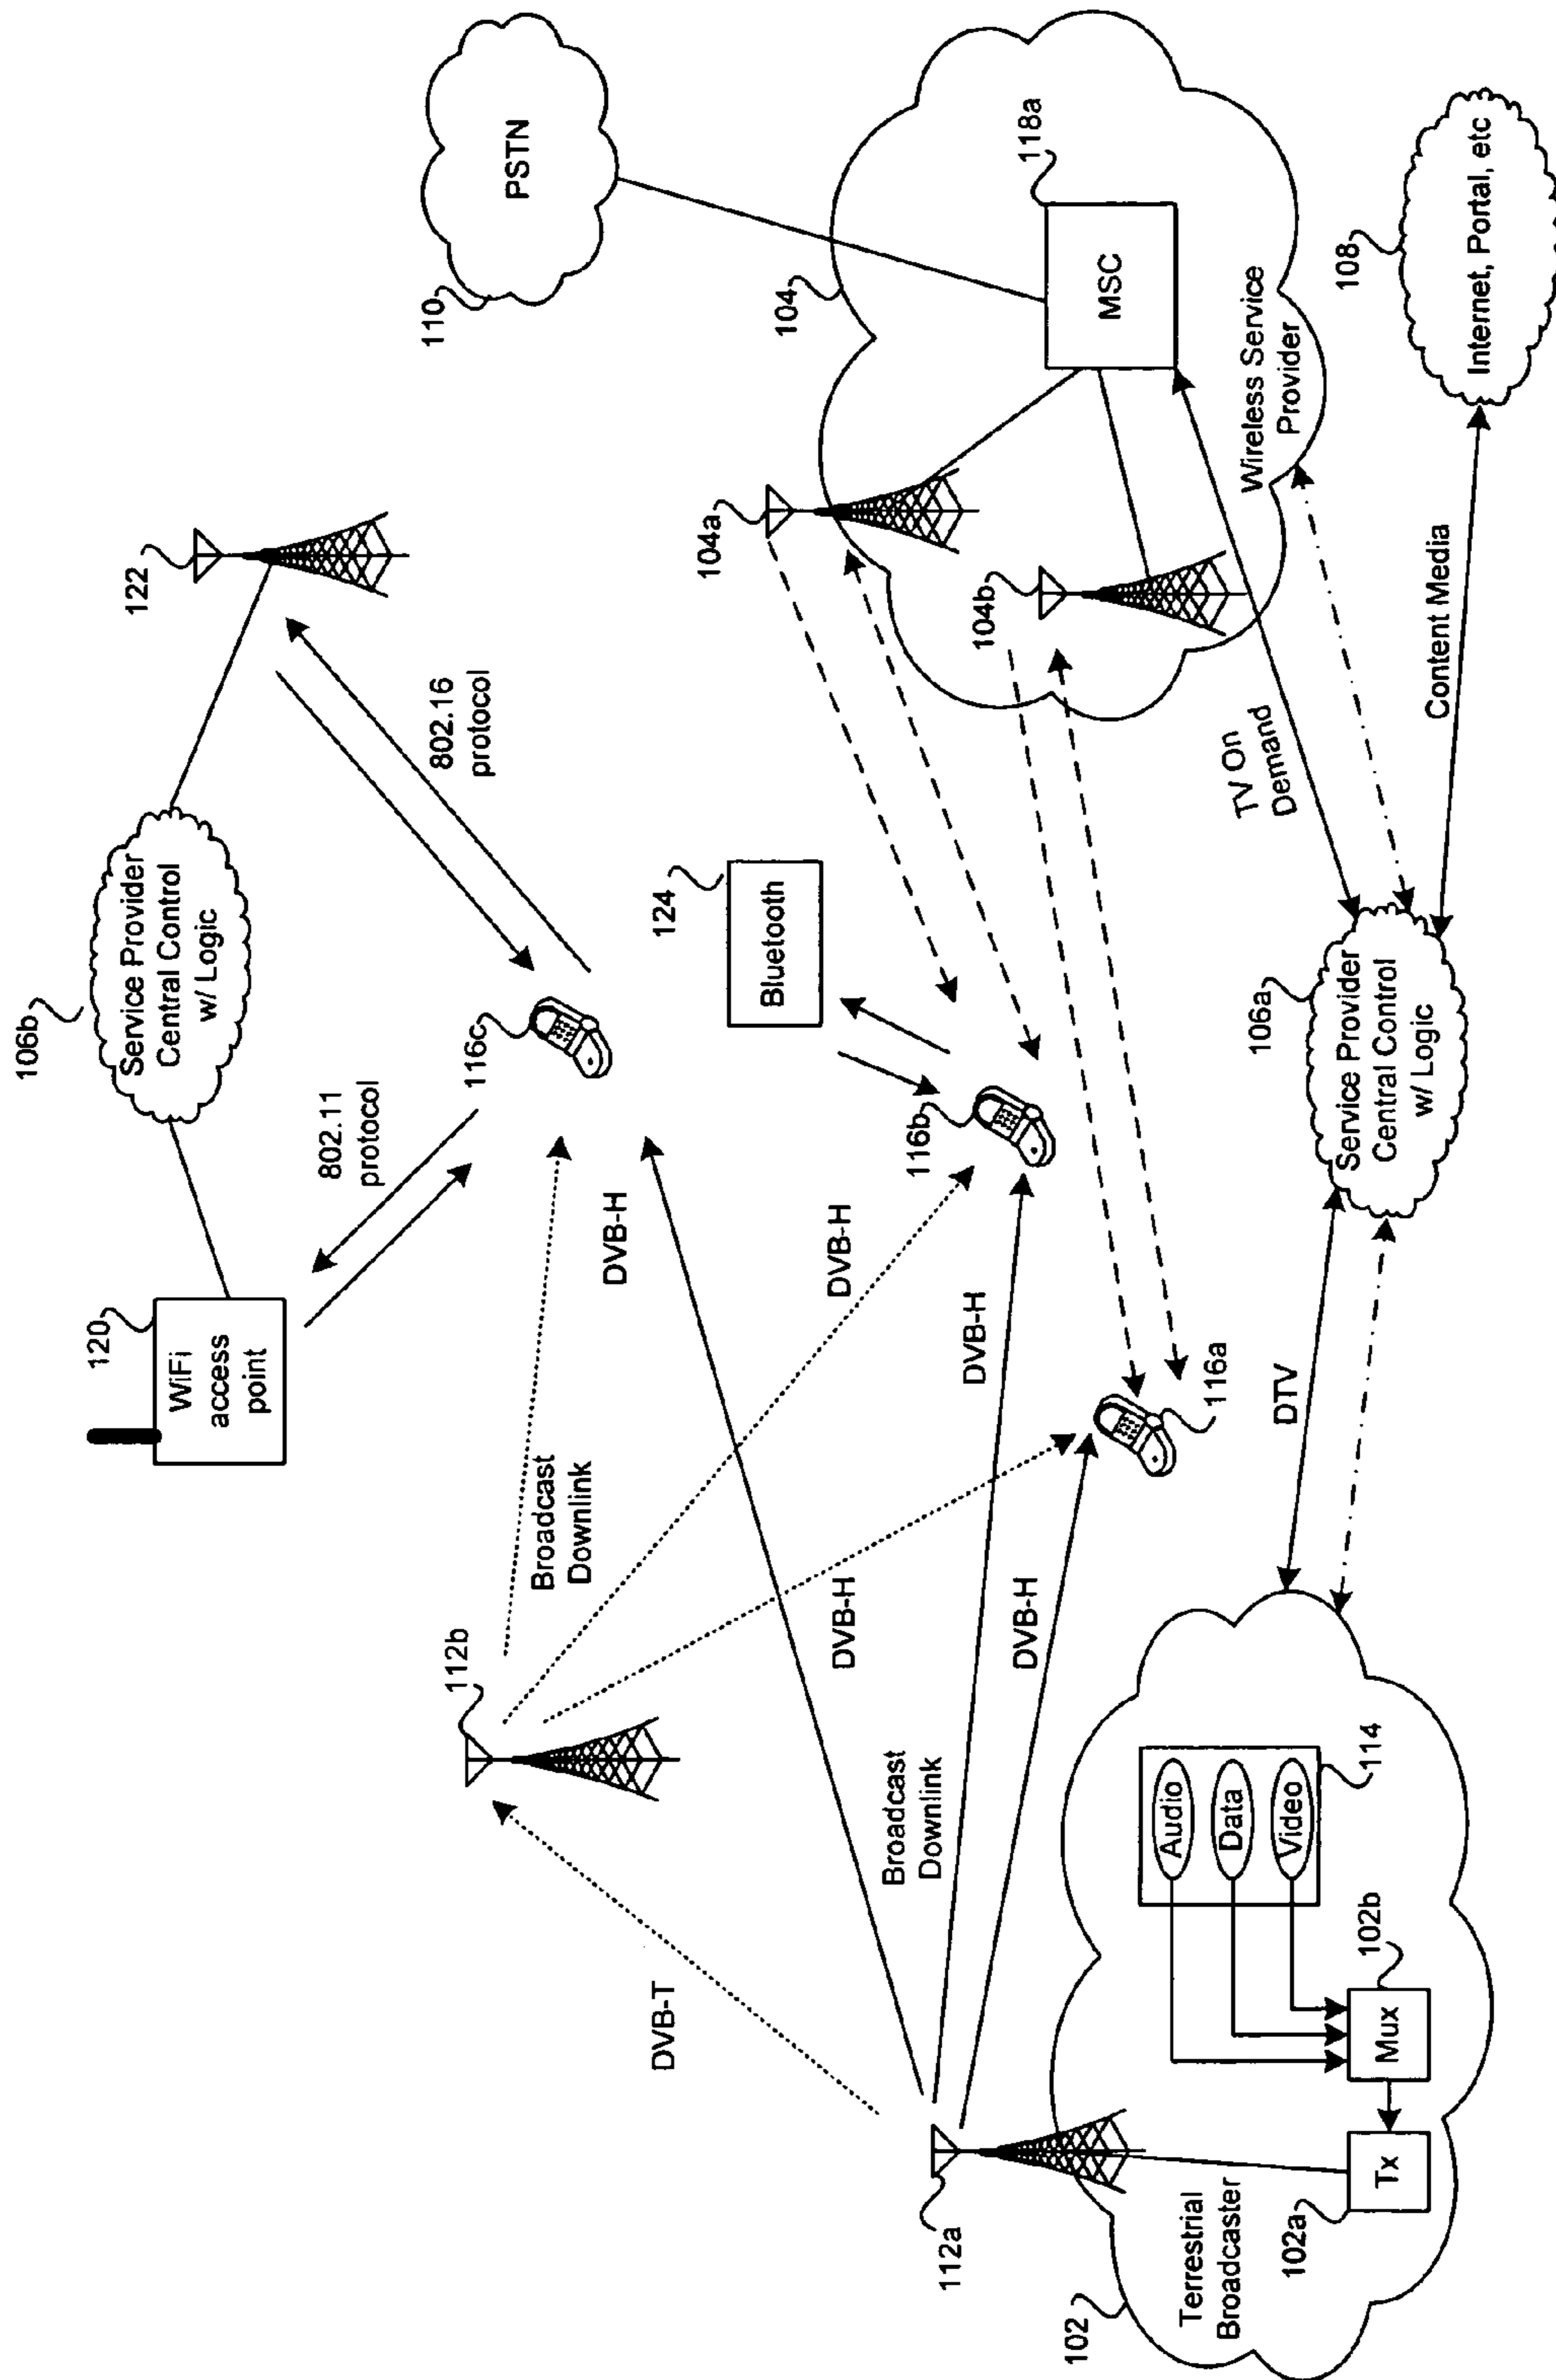 106b
Service Provider
Central Control
w/ Logic
122
120
WiFi
access
point
802.11
protocol
802.16
protocol
116c
110
PSTN
112b
Broadcast
Downlink
DVB-H
124
Bluetooth
104a
104
118a
MSC
104b
Wireless Service
Provider
DVB-T
DVB-H
DVB-H
116b
DVB-H
Broadcast
Downlink
DVB-H
116a
112a
TV On
Demand
108
Internet, Portal, etc
Content Media
102
Terrestrial
Broadcaster
102a
Tx
Mux
102b
Audio
Data
Video
114
DTV
106a
Service Provider
Central Control
w/ Logic